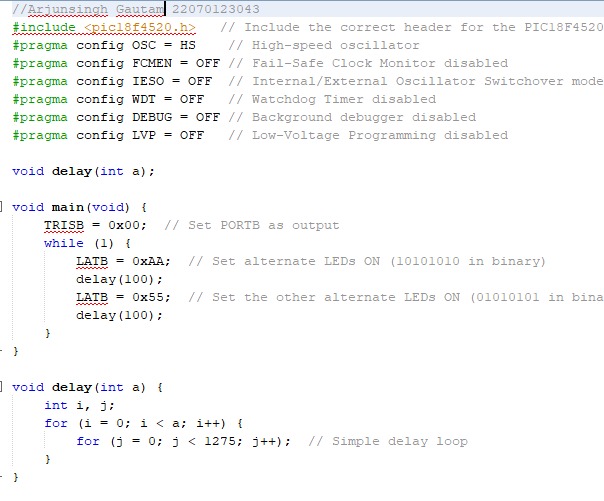 //Arjunsingh Gautam 22070123043
#include <pic18f4520.h>   // Include the correct header for the PIC18F4520
#pragma config OSC = HS    // High-speed oscillator
#pragma config FCMEN = OFF // Fail-Safe Clock Monitor disabled
#pragma config IESO = OFF  // Internal/External Oscillator Switchover mode
#pragma config WDT = OFF   // Watchdog Timer disabled
#pragma config DEBUG = OFF // Background debugger disabled
#pragma config LVP = OFF   // Low-Voltage Programming disabled
void delay(int a);
void main(void) {
    TRISB = 0x00;  // Set PORTB as output
    while (1) {
        LATB = 0xAA;  // Set alternate LEDs ON (10101010 in binary)
        delay(100);
        LATB = 0x55;  // Set the other alternate LEDs ON (01010101 in bina
        delay(100);
    }
}
void delay(int a) {
    int i, j;
    for (i = 0; i < a; i++) {
        for (j = 0; j < 1275; j++);  // Simple delay loop
    }
}